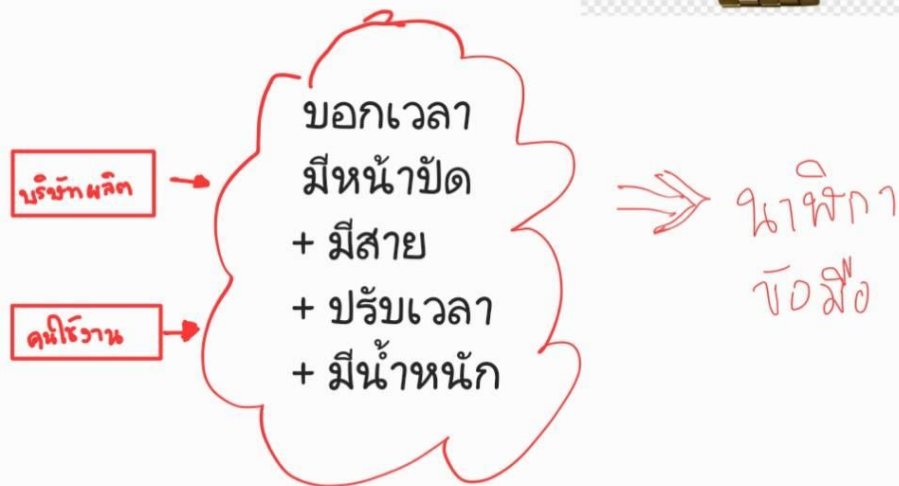 บอกเวลา
มีหน้าปัด
+ มีสาย
+ ปรับเวลา
+ มีน้ำหนัก
บริษัทผลิต
คนใช้งาน
นาฬิกา
ข้อมือ